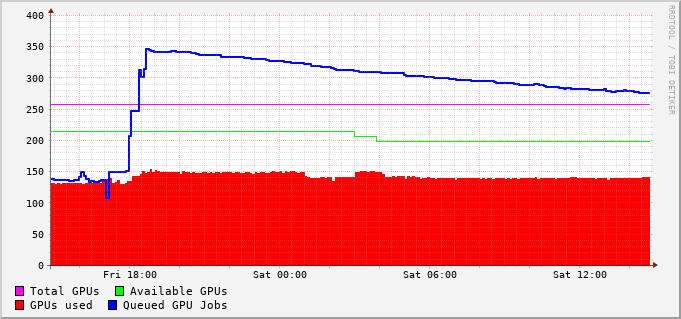 400
350
300
250
200
150
100
50
0
Fri 18:00 Sat 00:00 Sat 06:00 Sat 12:00
Total GPUs Available GPUs
GPUs used Queued GPU Jobs
RRDTOOL / TOBI OETIKER